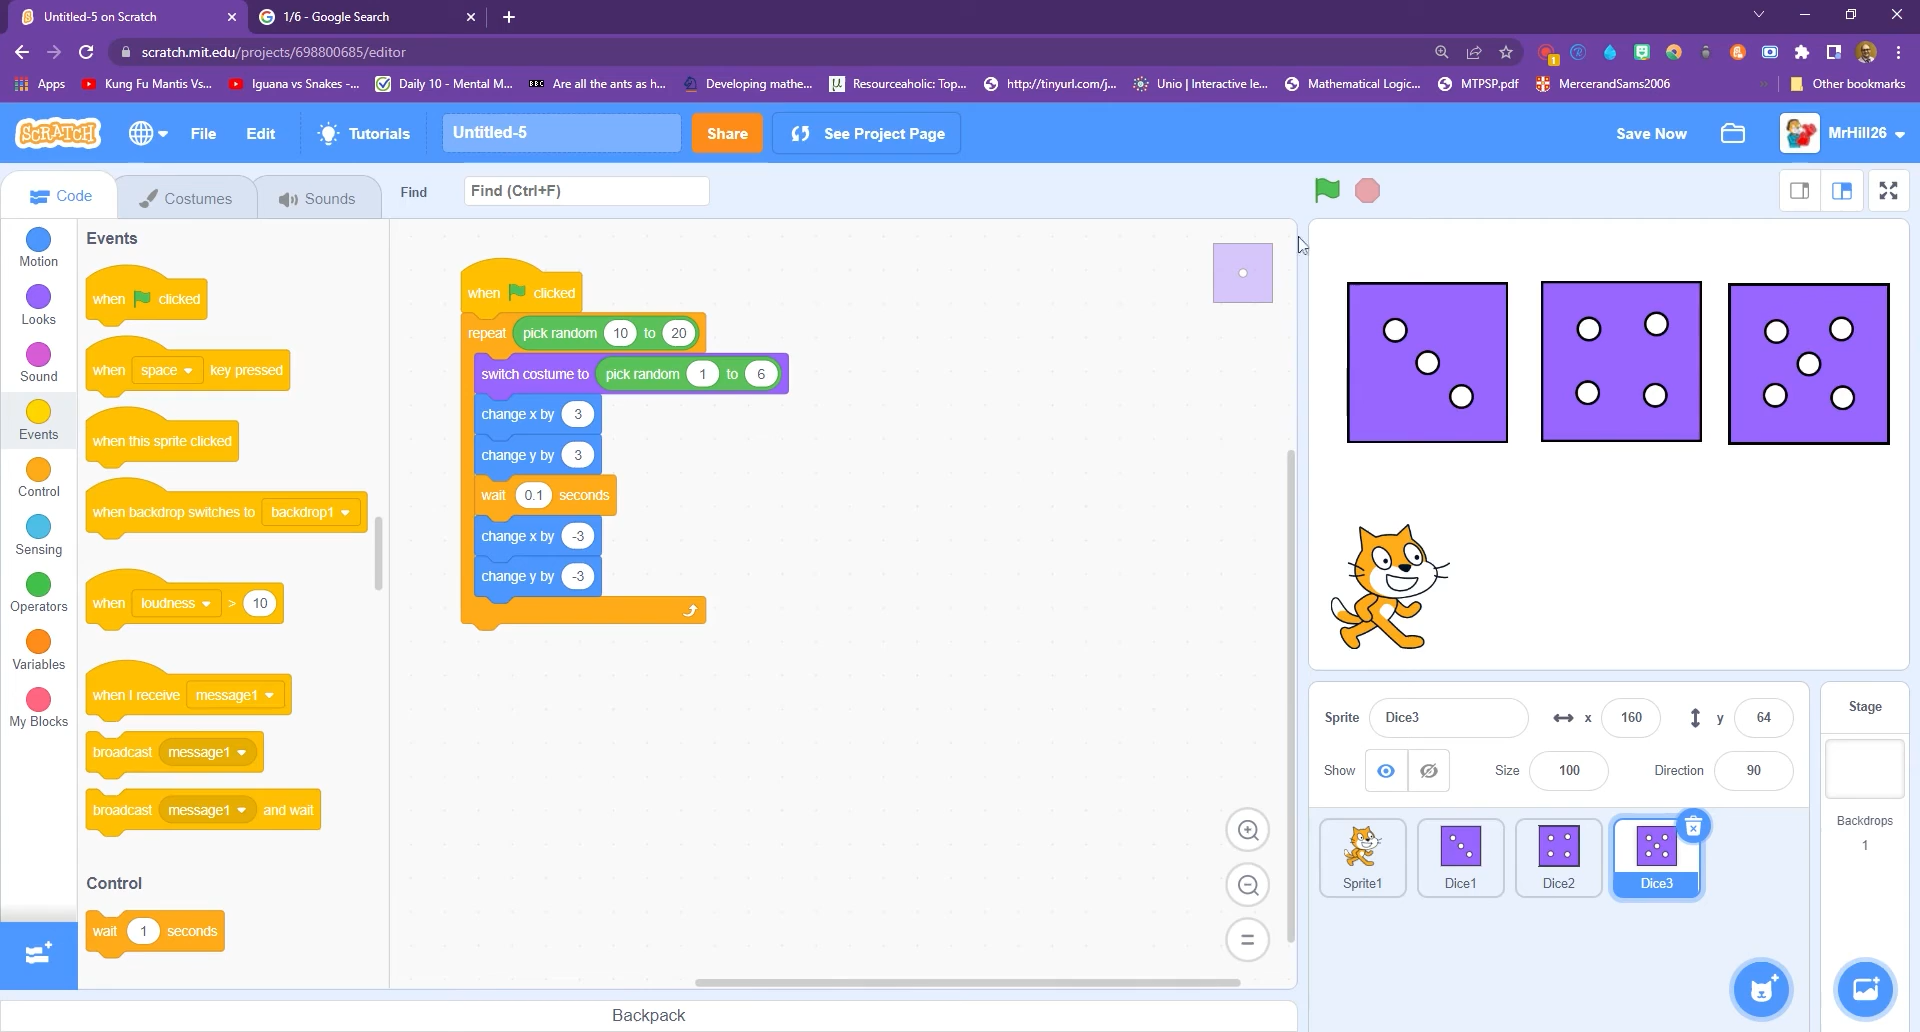 Untitled-5 on Scratch
1/6 - Google Search
scratch.mit.edu/projects/698800685/editor
1
Apps
Kung Fu Mantis Vs...
Iguana vs Snakes -...
Daily 10 - Mental M...
BBC
Are all the ants as h...
Developing mathe...
Resourceaholic: Top...
http://tinyurl.com/j...
Unio | Interactive le...
Mathematical Logic...
MTPSP.pdf
MercerandSams2006
Other bookmarks
SCRATCH
File
Edit
Tutorials
Untitled-5
Share
See Project Page
Save Now
MrHill26
Code
Costumes
Sounds
Find
Find (Ctrl+F)
Motion
Looks
Sound
Events
Control
Sensing
Operators
Variables
My Blocks
Events
when clicked
when space key pressed
when this sprite clicked
when backdrop switches to backdrop1
when loudness > 10
when I receive message1
broadcast message1
broadcast message1 and wait
Control
wait 1 seconds
when clicked
repeat pick random 10 to 20
switch costume to pick random 1 to 6
change x by 3
change y by 3
wait 0.1 seconds
change x by -3
change y by -3
Sprite Dice3 x 160 y 64
Show Size 100 Direction 90
Sprite1
Dice1
Dice2
Dice3
Stage
Backdrops
1
Backpack